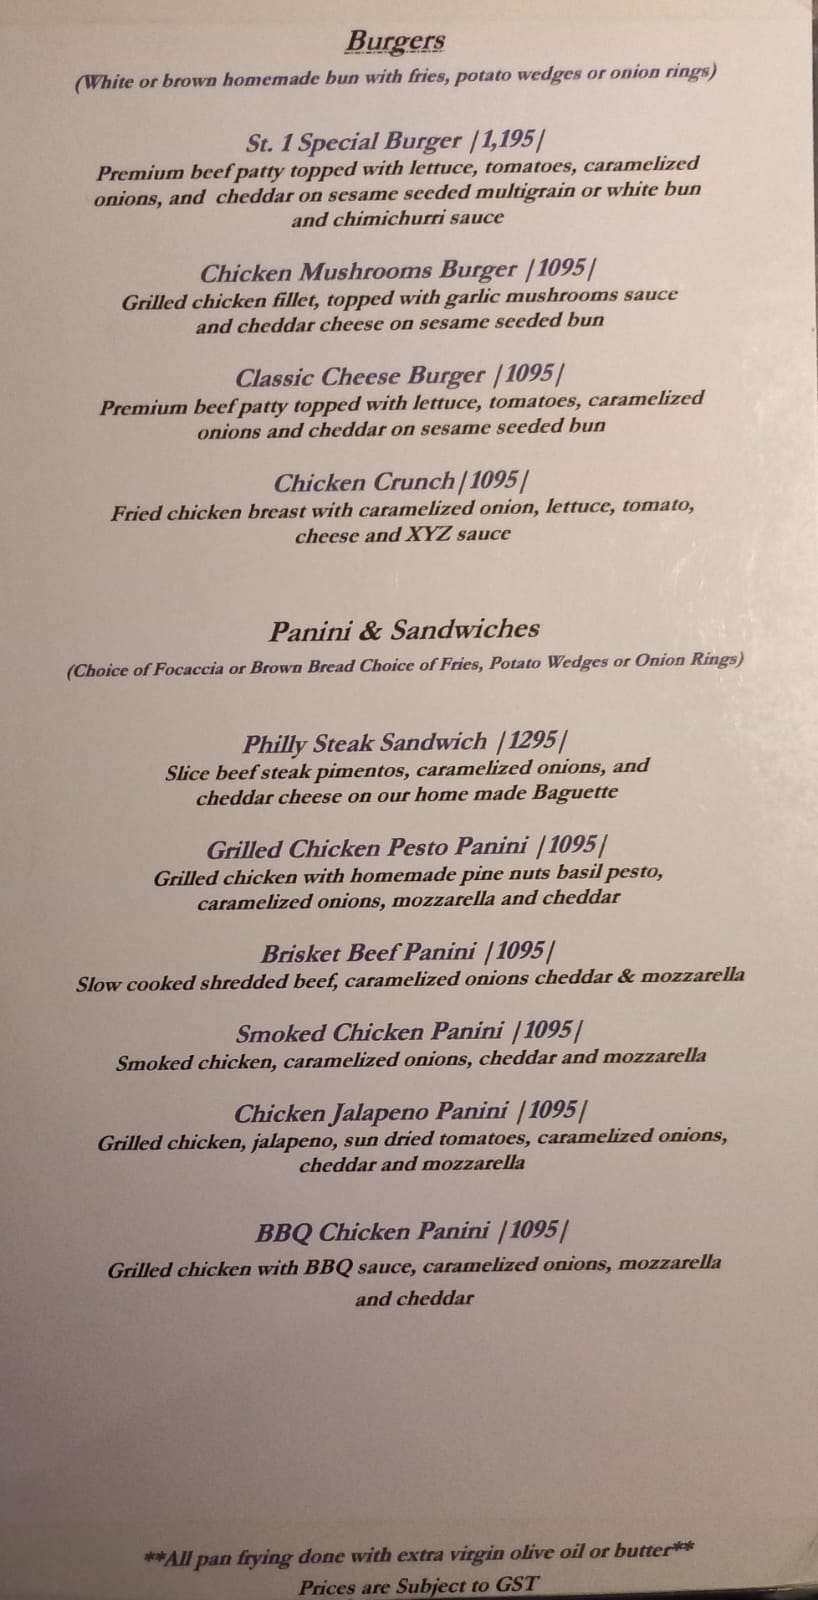 Burgers
(White or brown homemade bun with fries, potato wedges or onion rings)
St. 1 Special Burger |1,195|
Premium beef patty topped with lettuce, tomatoes, caramelized
onions, and cheddar on sesame seeded multigrain or white bun
and chimichurri sauce
Chicken Mushrooms Burger |1095|
Grilled chicken fillet, topped with garlic mushrooms sauce
and cheddar cheese on sesame seeded bun
Classic Cheese Burger |1095|
Premium beef patty topped with lettuce, tomatoes, caramelized
onions and cheddar on sesame seeded bun
Chicken Crunch|1095|
Fried chicken breast with caramelized onion, lettuce, tomato,
cheese and XYZ sauce
Panini & Sandwiches
(Choice of Focaccia or Brown Bread Choice of Fries, Potato Wedges or Onion Rings)
Philly Steak Sandwich |1295|
Slice beef steak pimentos, caramelized onions, and
cheddar cheese on our home made Baguette
Grilled Chicken Pesto Panini |1095|
Grilled chicken with homemade pine nuts basil pesto,
caramelized onions, mozzarella and cheddar
Brisket Beef Panini |1095|
Slow cooked shredded beef, caramelized onions cheddar & mozzarella
Smoked Chicken Panini |1095|
Smoked chicken, caramelized onions, cheddar and mozzarella
Chicken Jalapeno Panini |1095|
Grilled chicken, jalapeno, sun dried tomatoes, caramelized onions,
cheddar and mozzarella
BBQ Chicken Panini |1095|
Grilled chicken with BBQ sauce, caramelized onions, mozzarella
and cheddar
**All pan frying done with extra virgin olive oil or butter**
Prices are Subject to GST